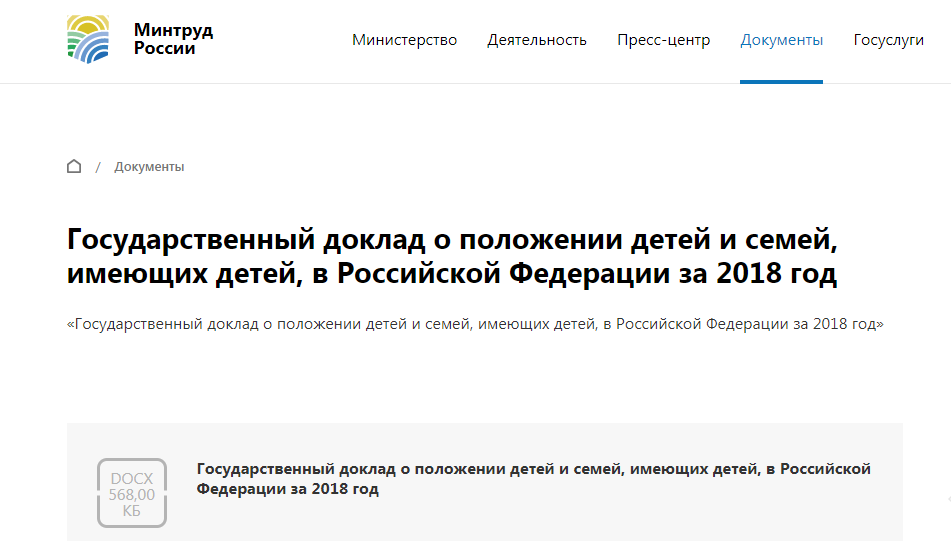 Минтруд
России
Министерство Деятельность Пресс-центр Документы Госуслуги
/ Документы
Государственный доклад о положении детей и семей,
имеющих детей, в Российской Федерации за 2018 год
«Государственный доклад о положении детей и семей, имеющих детей, в Российской Федерации за 2018 год»
DOCX
568,00
КБ
Государственный доклад о положении детей и семей, имеющих детей, в Российской
Федерации за 2018 год